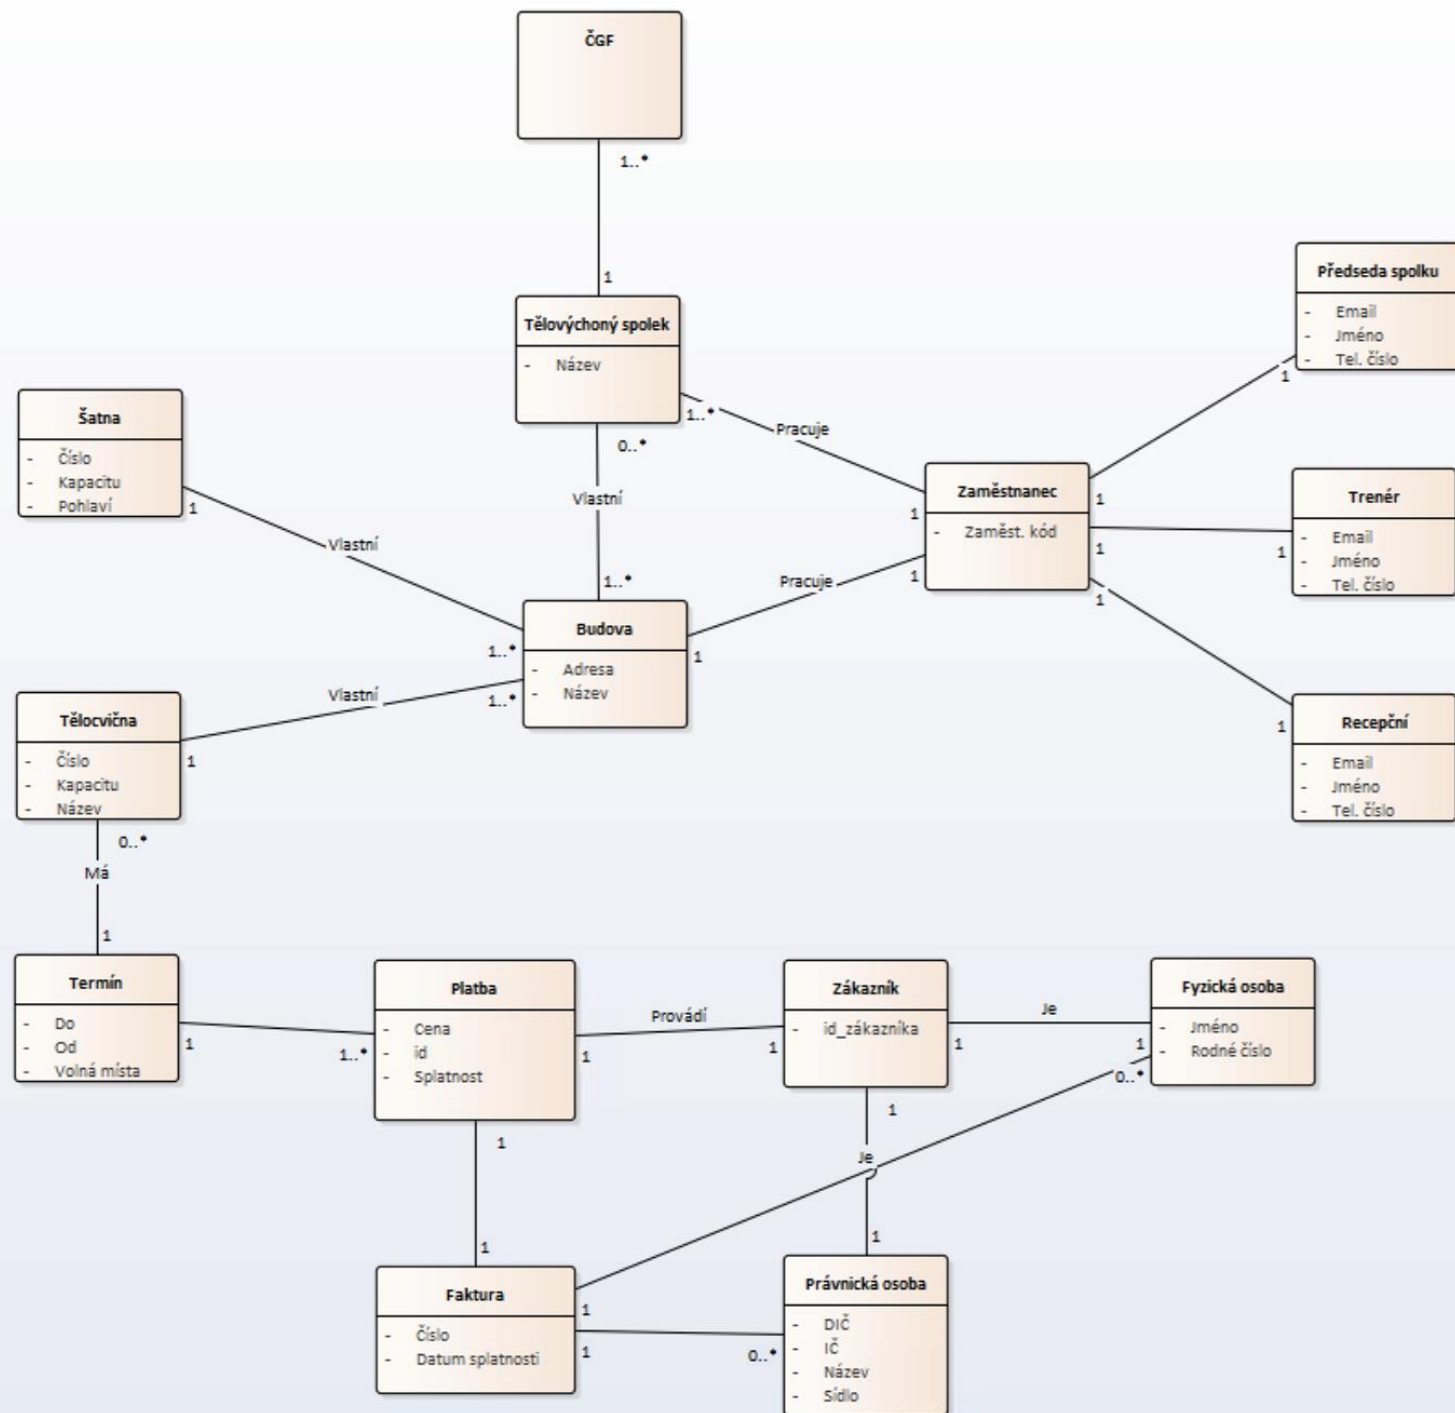 ČGF
1..*
1
Tělovýchoný spolek
- Název
1..*
0..*
Pracuje
Vlastní
1..*
Předseda spolku
- Email
- Jméno
- Tel. číslo
1
Šatna
- Číslo
- Kapacitu
- Pohlaví
1
Vlastní
1..*
Zaměstnanec
- Zaměst. kód
1
1
1
1
1
Trenér
- Email
- Jméno
- Tel. číslo
1
Pracuje
Budova
- Adresa
- Název
1
Vlastní
1..*
Recepční
- Email
- Jméno
- Tel. číslo
1
Tělocvična
- Číslo
- Kapacitu
- Název
1
0..*
Má
1
Termín
- Do
- Od
- Volná místa
1
1..*
Platba
- Cena
- id
- Splatnost
1
Provádí
1
1
Zákazník
- id_zákazníka
1
Je
1
Fyzická osoba
- Jméno
- Rodné číslo
0..*
1
Je
1
1
Faktura
- Číslo
- Datum splatnosti
1
1
0..*
Právnická osoba
- DIČ
- IČ
- Název
- Sídlo